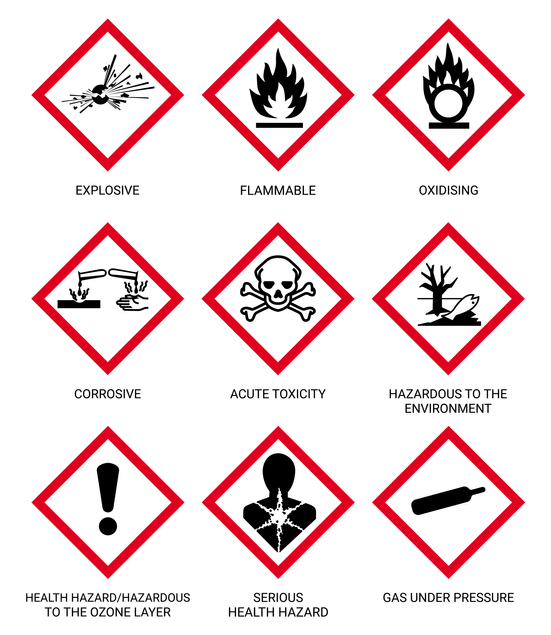 EXPLOSIVE
FLAMMABLE
OXIDISING
CORROSIVE
ACUTE TOXICITY
HAZARDOUS TO THE
ENVIRONMENT
HEALTH HAZARD/HAZARDOUS
TO THE OZONE LAYER
SERIOUS
HEALTH HAZARD
GAS UNDER PRESSURE